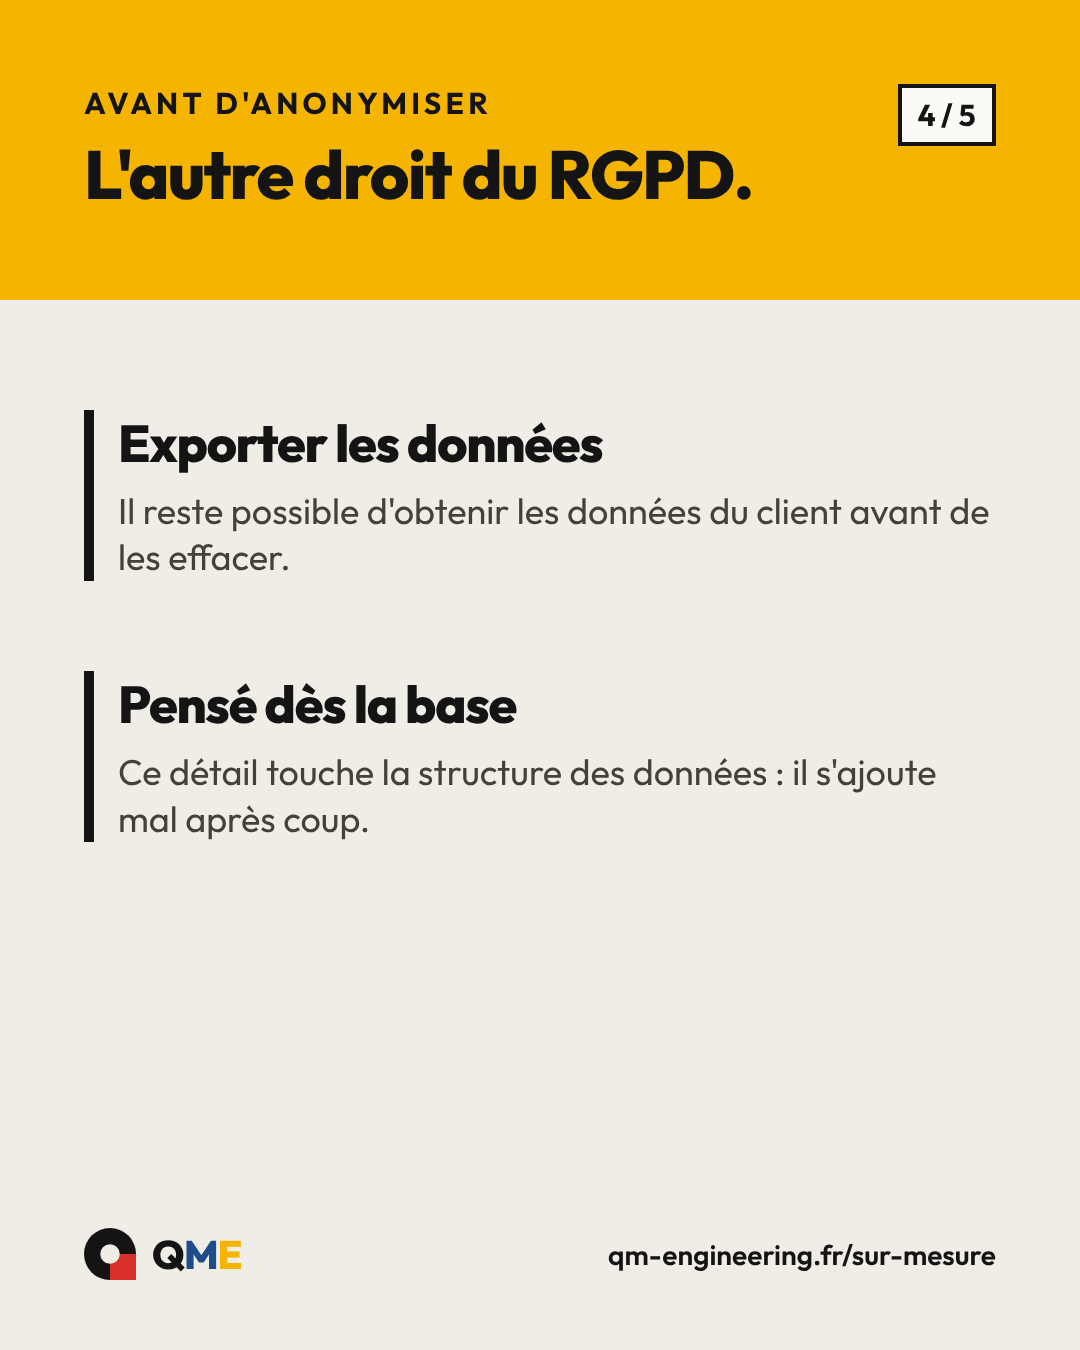 AVANT D'ANONYMISER
4 / 5
L'autre droit du RGPD.
Exporter les données
Il reste possible d'obtenir les données du client avant de
les effacer.
Pensé dès la base
Ce détail touche la structure des données : il s'ajoute
mal après coup.
QME
qm-engineering.fr/sur-mesure